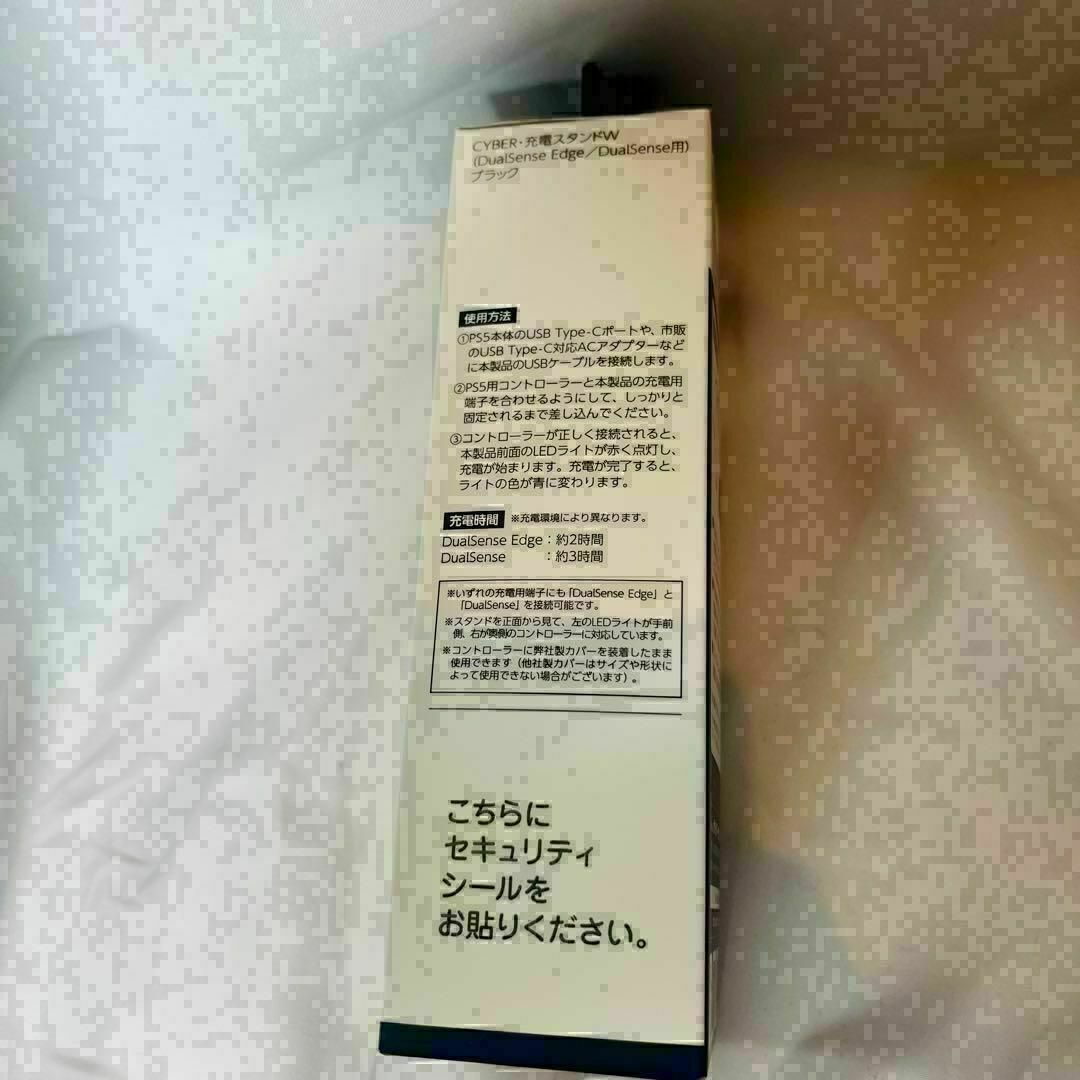 CYBER・充電スタンドW
(DualSense Edge／DualSense用)
ブラック
使用方法
①PS5本体のUSB Type-Cポートや、市販
のUSB Type-C対応ACアダプターなど
に本製品のUSBケーブルを接続します。
②PS5用コントローラーと本製品の充電用
端子を合わせるようにして、しっかりと
固定されるまで差し込んでください。
③コントローラーが正しく接続されると、
本製品前面のLEDライトが赤く点灯し、
充電が始まります。充電が完了すると、
ライトの色が青に変わります。
充電時間 ※充電環境により異なります。
DualSense Edge：約2時間
DualSense ：約3時間
※いずれの充電用端子にも「DualSense Edge」と
「DualSense」を接続可能です。
※スタンドを正面から見て、左のLEDライトが手前
側、右が奥側のコントローラーに対応しています。
※コントローラーに弊社製カバーを装着したまま
使用できます（他社製カバーはサイズや形状に
よって使用できない場合がございます）。
こちらに
セキュリティ
シールを
お貼りください。